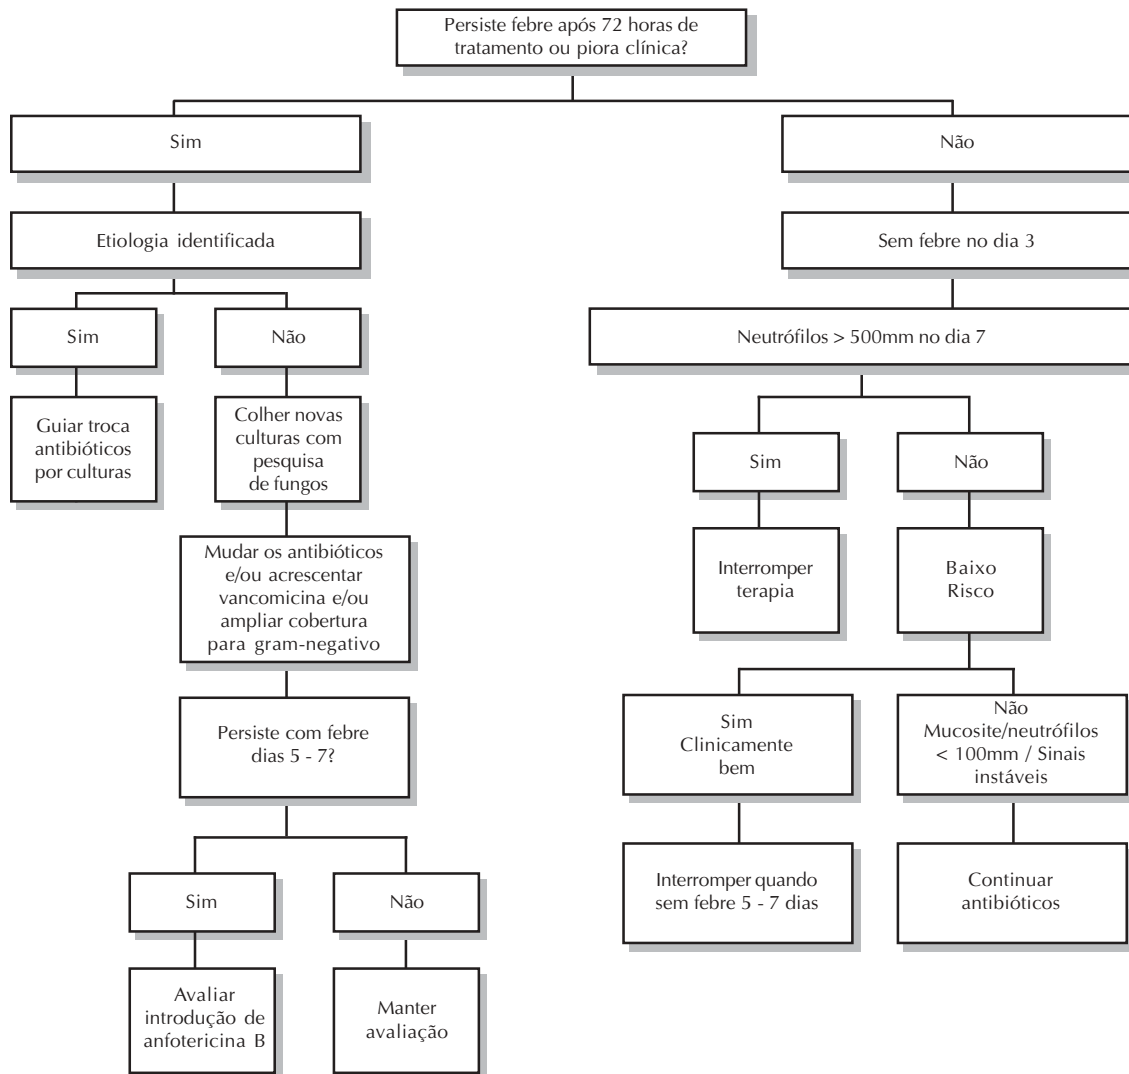 Persiste febre após 72 horas de
tratamento ou piora clínica?
Sim
Não
Etiologia identificada
Sem febre no dia 3
Sim
Não
Neutrófilos > 500mm no dia 7
Guiar troca
antibióticos
por culturas
Colher novas
culturas com
pesquisa
de fungos
Sim
Não
Mudar os antibióticos
e/ou acrescentar
vancomicina e/ou
ampliar cobertura
para gram-negativo
Interromper
terapia
Baixo
Risco
Persiste com febre
dias 5 - 7?
Sim
Clinicamente
bem
Não
Mucosite/neutrófilos
< 100mm / Sinais
instáveis
Sim
Não
Interromper quando
sem febre 5 - 7 dias
Continuar
antibióticos
Avaliar
introdução de
anfotericina B
Manter
avaliação